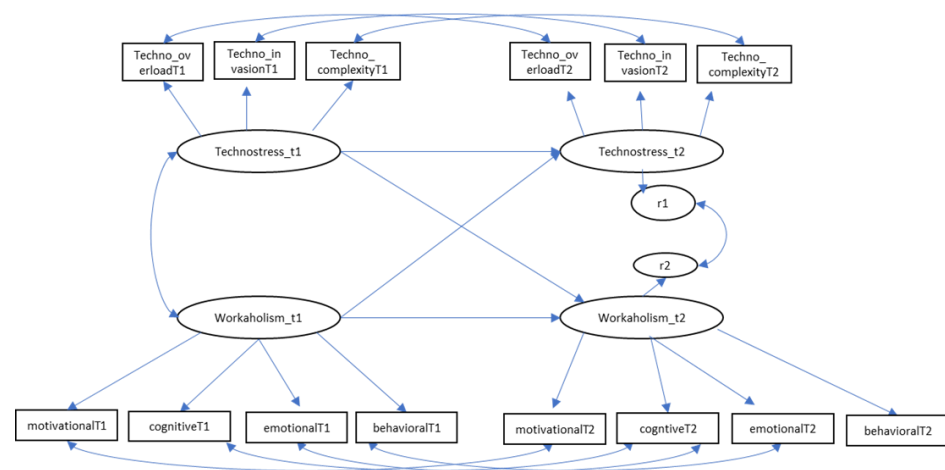 Techno_ov
erloadT1
Techno_in
vasionT1
Techno_
complexityT1
Techno_ov
erloadT2
Techno_in
vasionT2
Techno_
complexityT2
Technostress_t1
Technostress_t2
r1
r2
Workaholism_t1
Workaholism_t2
motivationalT1
cognitiveT1
emotionalT1
behavioralT1
motivationalT2
cogntiveT2
emotionalT2
behavioralT2